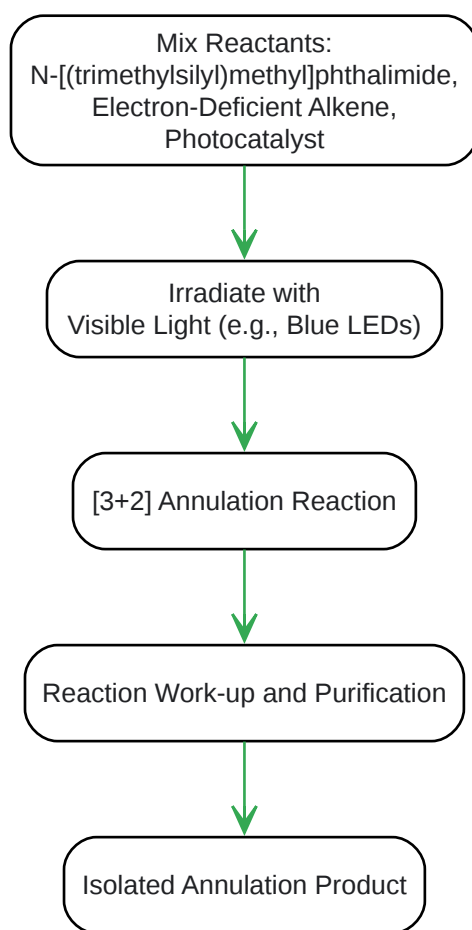 Mix Reactants:
N-[(trimethylsilyl)methyl]phthalimide,
Electron-Deficient Alkene,
Photocatalyst
Irradiate with
Visible Light (e.g., Blue LEDs)
[3+2] Annulation Reaction
Reaction Work-up and Purification
Isolated Annulation Product